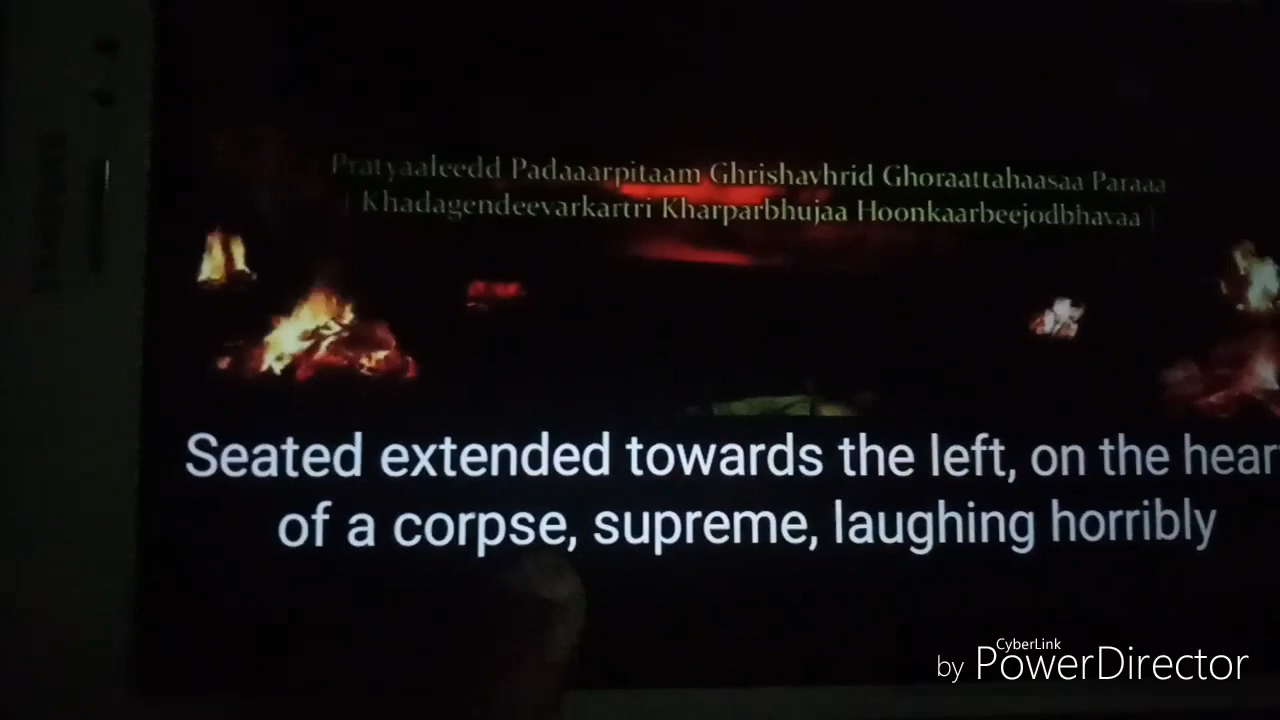 Pratyaaleedd Padaaarpitaam Ghrishavhrid Ghoraattahaasaa Paraaa
| Khadagendeevarkartri Kharparbhujaa Hoonkaarbeejodbhavaa |
Seated extended towards the left, on the hear
of a corpse, supreme, laughing horribly
CyberLink
by PowerDirector